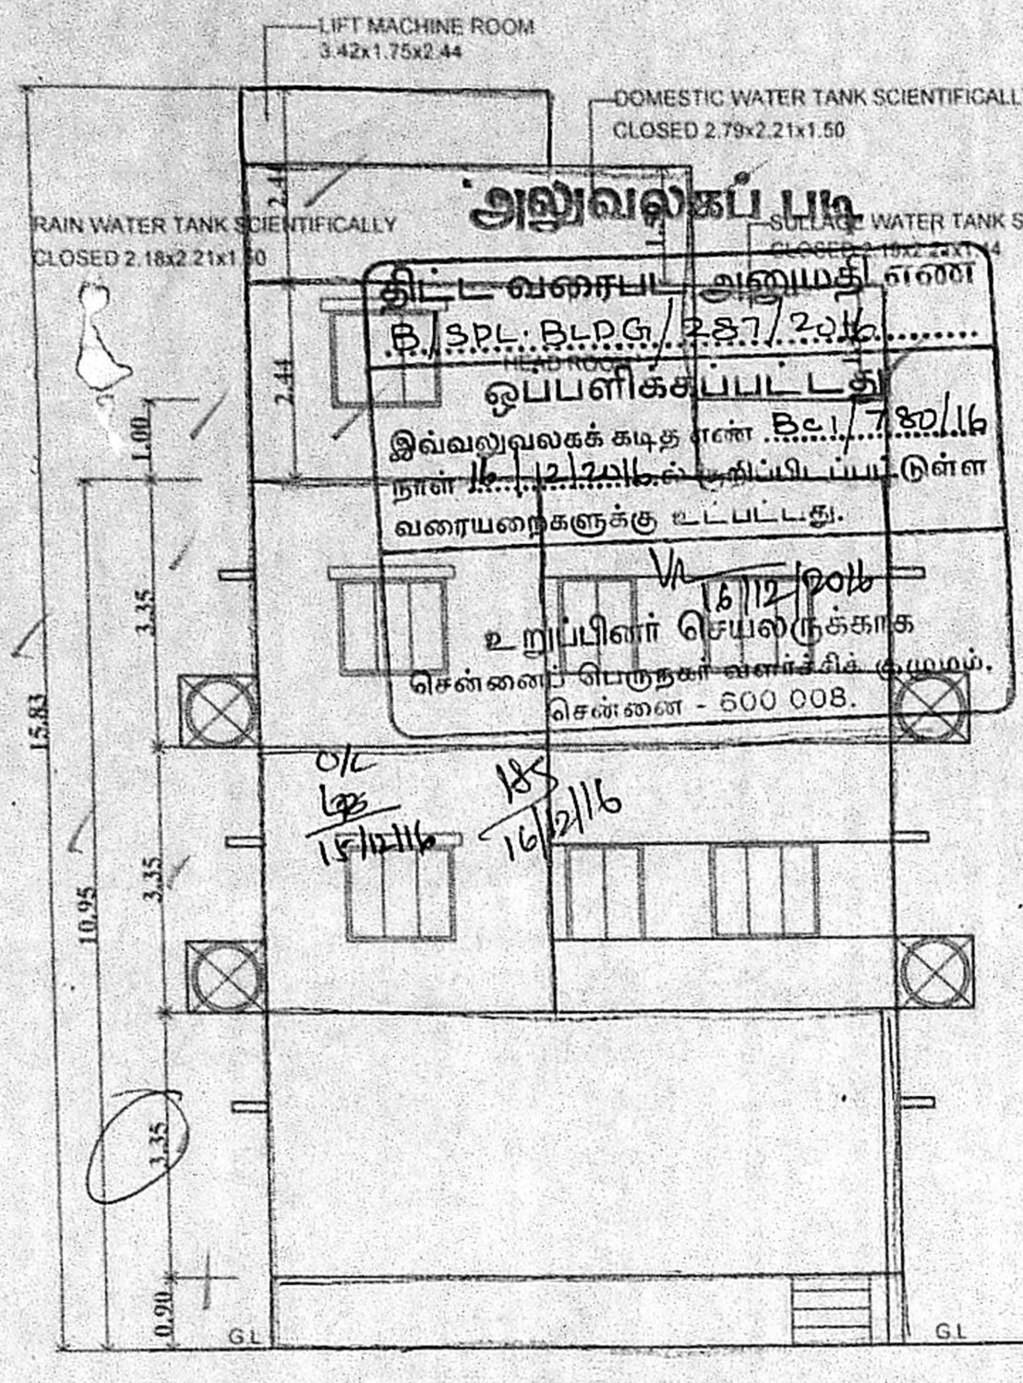 LIFT MACHINE ROOM
3.42x1.75x2.44
DOMESTIC WATER TANK SCIENTIFICALL
CLOSED 2.79x2.21x1.50
அலுவலகப் படி
RAIN WATER TANK SCIENTIFICALLY
CLOSED 2.18x2.21x1.50
SULLAGE WATER TANK S
CLOSED
2.44
திட்ட வரைபட அனுமதி எண்
B./SPL. BLDG/287/2016
HEAD ROOM
2.44
ஒப்பளிக்கப்பட்டது
இவ்வலுவலகக் கடித எண் BC1/780/16
நாள் 16/12/2016 ல் குறிப்பிடப்பட்டுள்ள
வரையறைகளுக்கு உட்பட்டது.
1.00
16/12/2016
உறுப்பினர் செயலருக்காக
சென்னைப் பெருநகர் வளர்ச்சிக் குழுமம்.
சென்னை - 600 008.
3.35
15.83
O/C
15/12/16
16/12/16
3.35
10.95
3.35
0.90
G.L
G.L